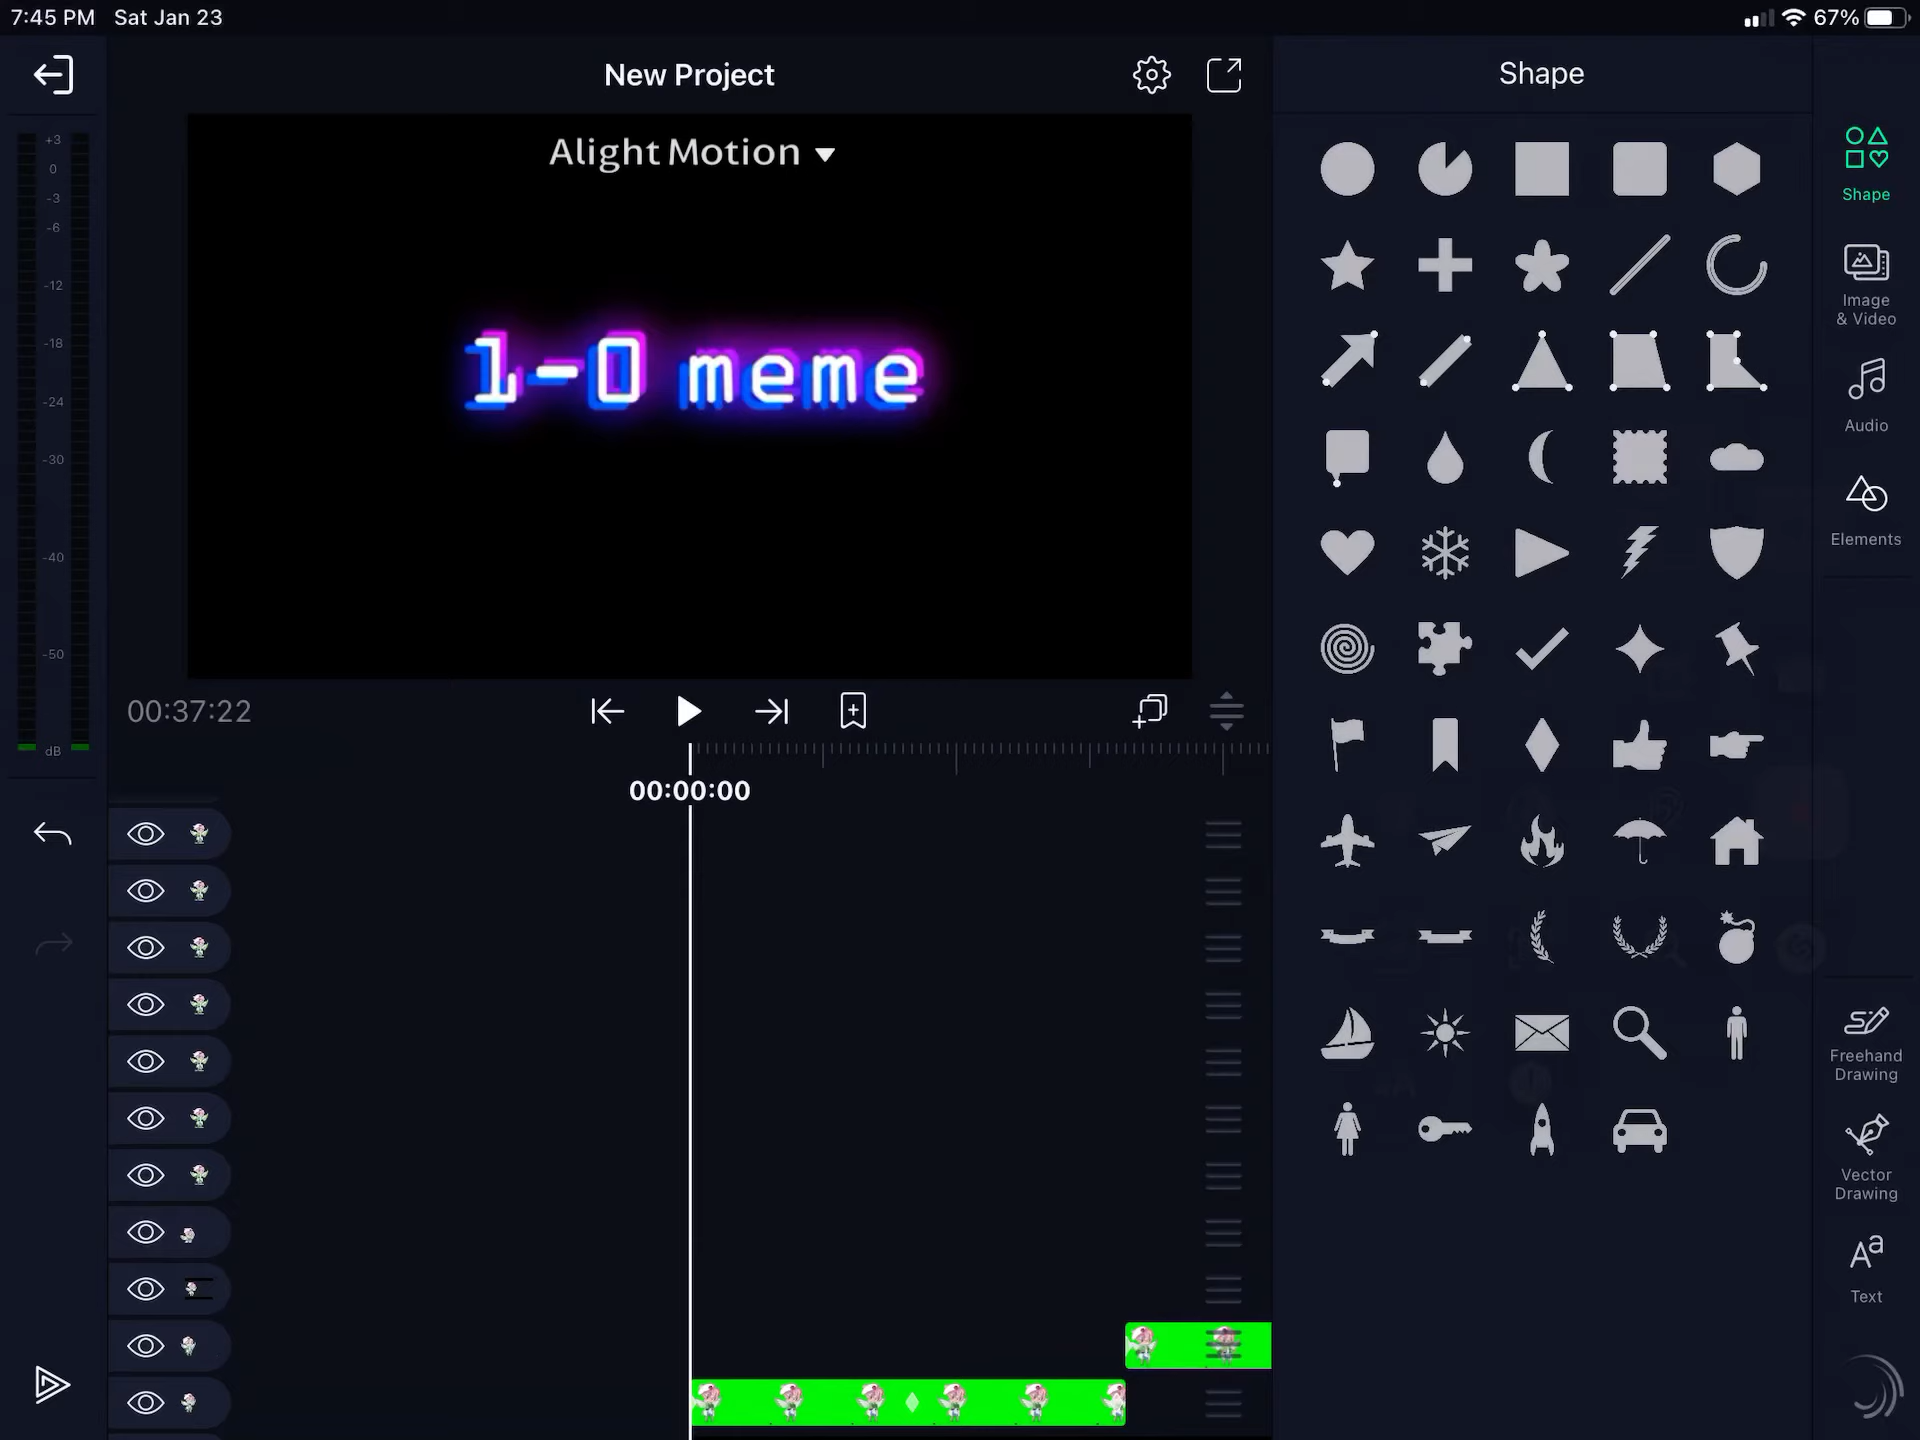 7:45 PM Sat Jan 23
67%
New Project
Shape
Alight Motion
1-0 meme
+3
0
-3
-6
-12
-18
-24
-30
-40
-50
dB
00:37:22
00:00:00
Shape
Image
& Video
Audio
Elements
Freehand
Drawing
Vector
Drawing
Aa
Text